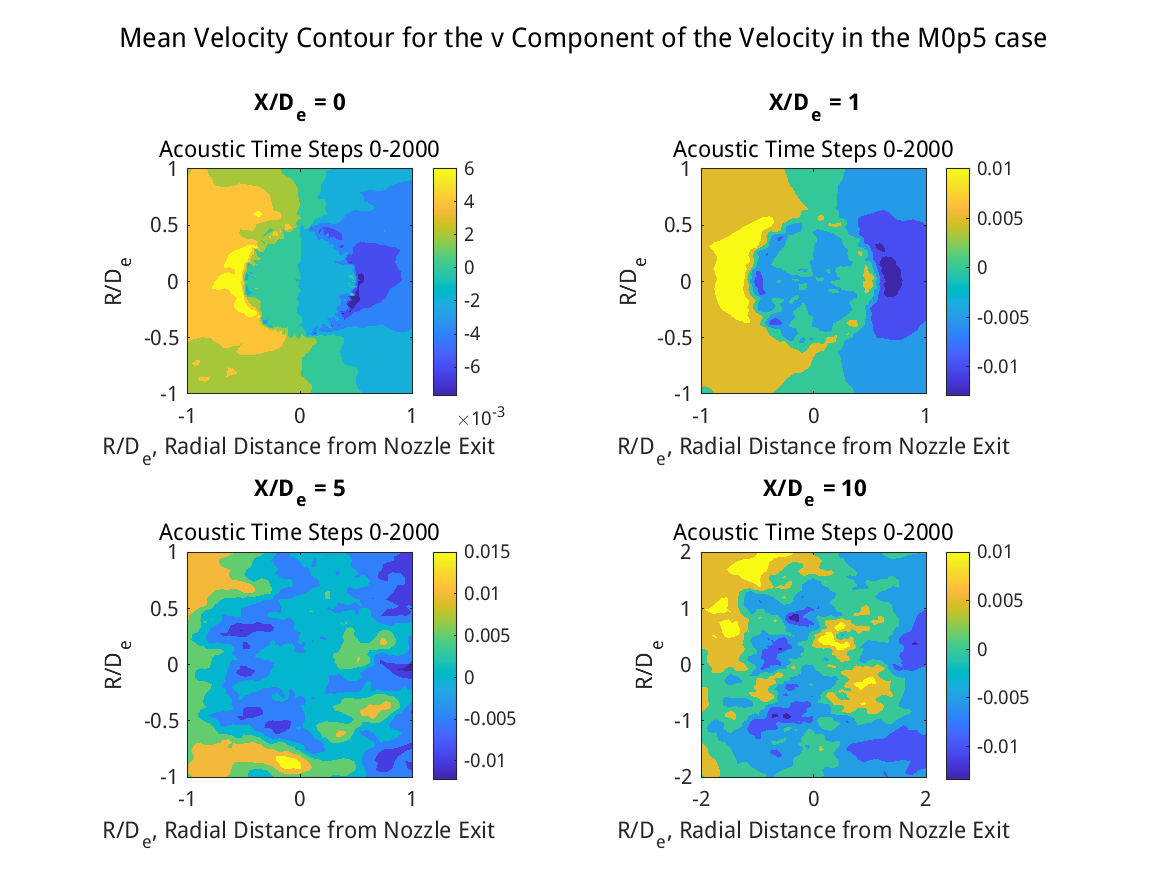 Mean Velocity Contour for the v Component of the Velocity in the M0p5 case
X/De = 0
Acoustic Time Steps 0-2000
1
0.5
0
-0.5
-1
R/De
-1 0 1
R/De, Radial Distance from Nozzle Exit
6
4
2
0
-2
-4
-6
×10-3
X/De = 1
Acoustic Time Steps 0-2000
1
0.5
0
-0.5
-1
R/De
-1 0 1
R/De, Radial Distance from Nozzle Exit
0.01
0.005
0
-0.005
-0.01
X/De = 5
Acoustic Time Steps 0-2000
1
0.5
0
-0.5
-1
R/De
-1 0 1
R/De, Radial Distance from Nozzle Exit
0.015
0.01
0.005
0
-0.005
-0.01
X/De = 10
Acoustic Time Steps 0-2000
2
1
0
-1
-2
R/De
-2 0 2
R/De, Radial Distance from Nozzle Exit
0.01
0.005
0
-0.005
-0.01